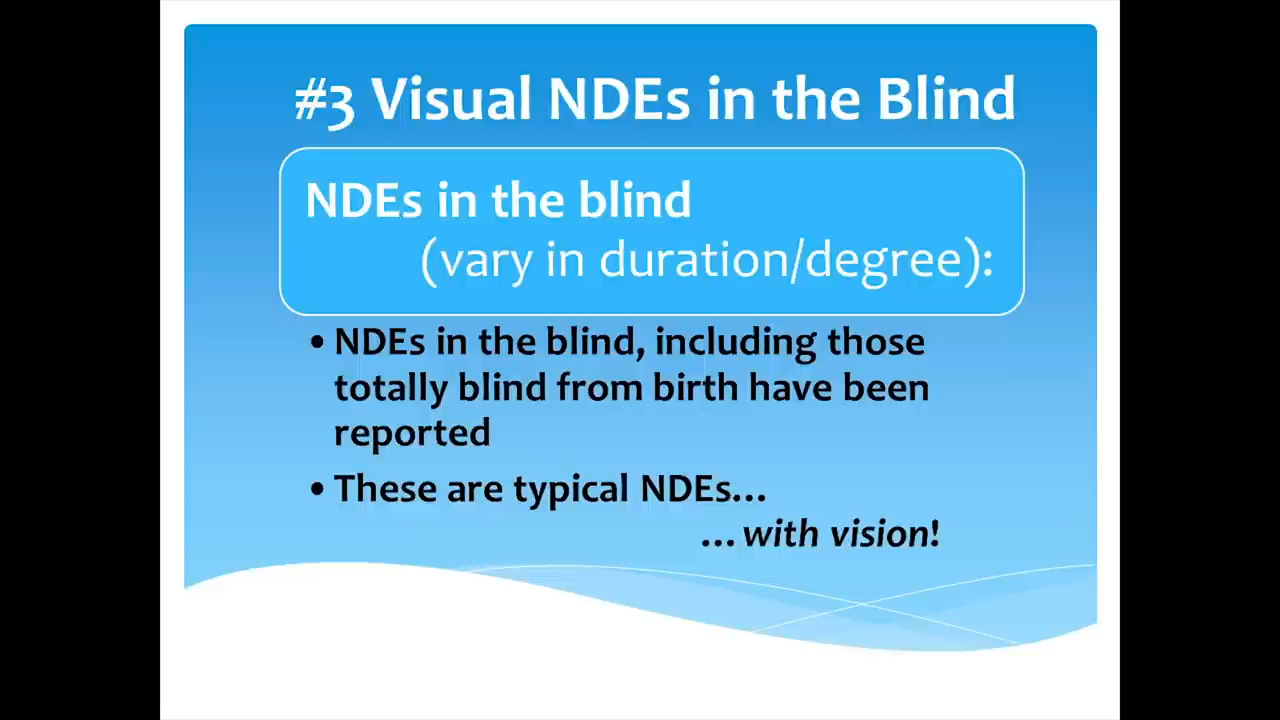 #3 Visual NDEs in the Blind
NDEs in the blind
(vary in duration/degree):
• NDEs in the blind, including those
totally blind from birth have been
reported
• These are typical NDEs...
...with vision!